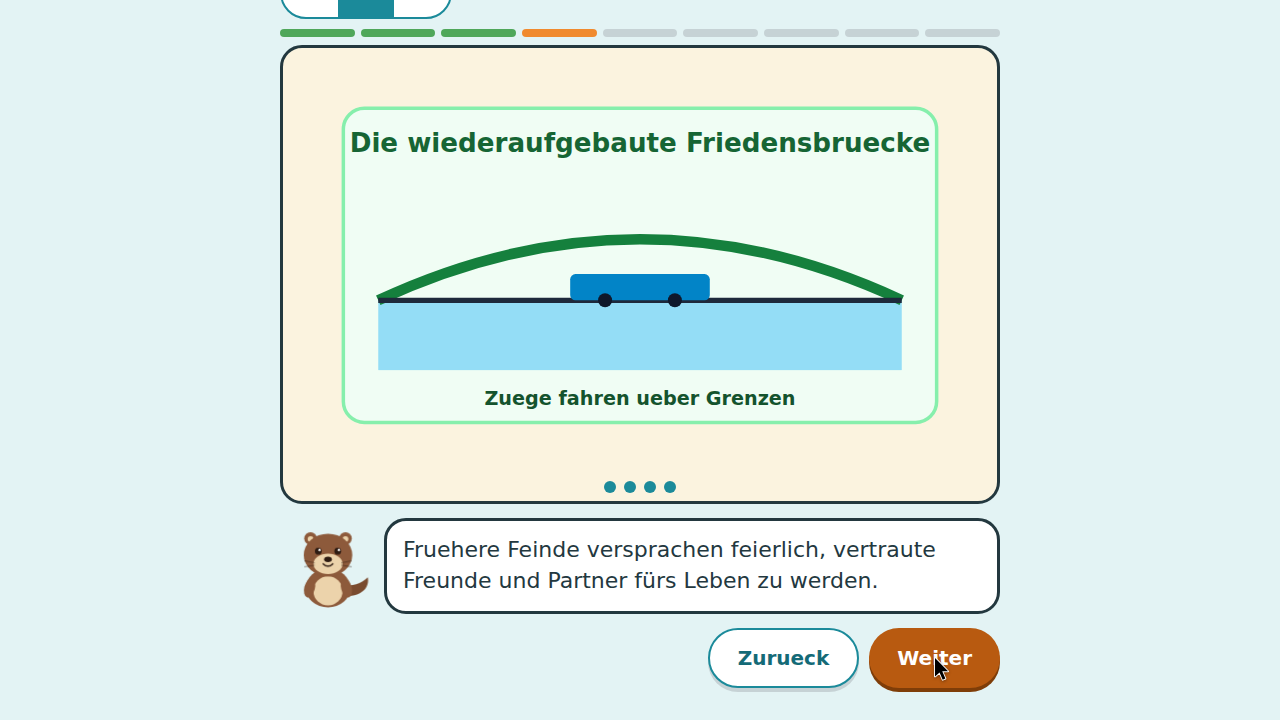 Die wiederaufgebaute Friedensbruecke
Zuege fahren ueber Grenzen
Fruehere Feinde versprachen feierlich, vertraute
Freunde und Partner fürs Leben zu werden.
Zurueck
Weiter